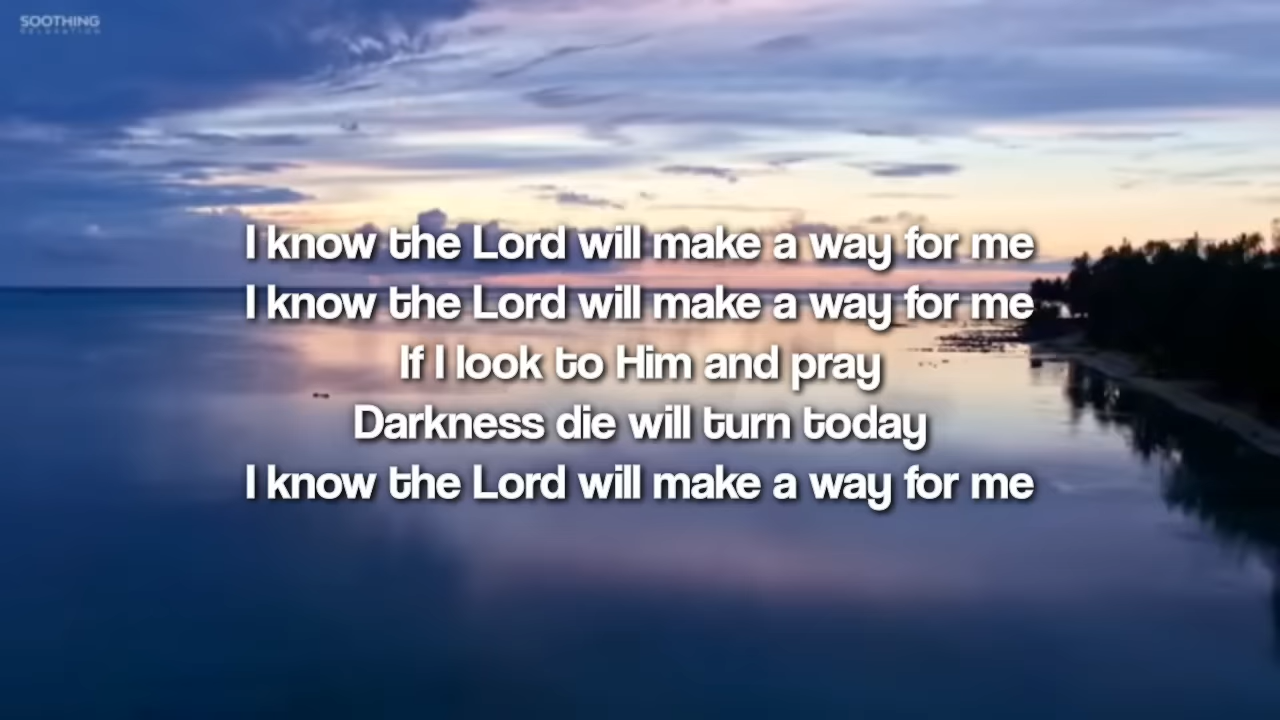 SOOTHING
RELAXATION
I know the Lord will make a way for me
I know the Lord will make a way for me
If I look to Him and pray
Darkness die will turn today
I know the Lord will make a way for me